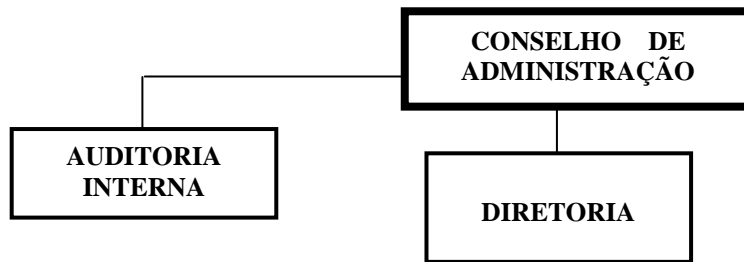 CONSELHO DE
ADMINISTRAÇÃO
AUDITORIA
INTERNA
DIRETORIA